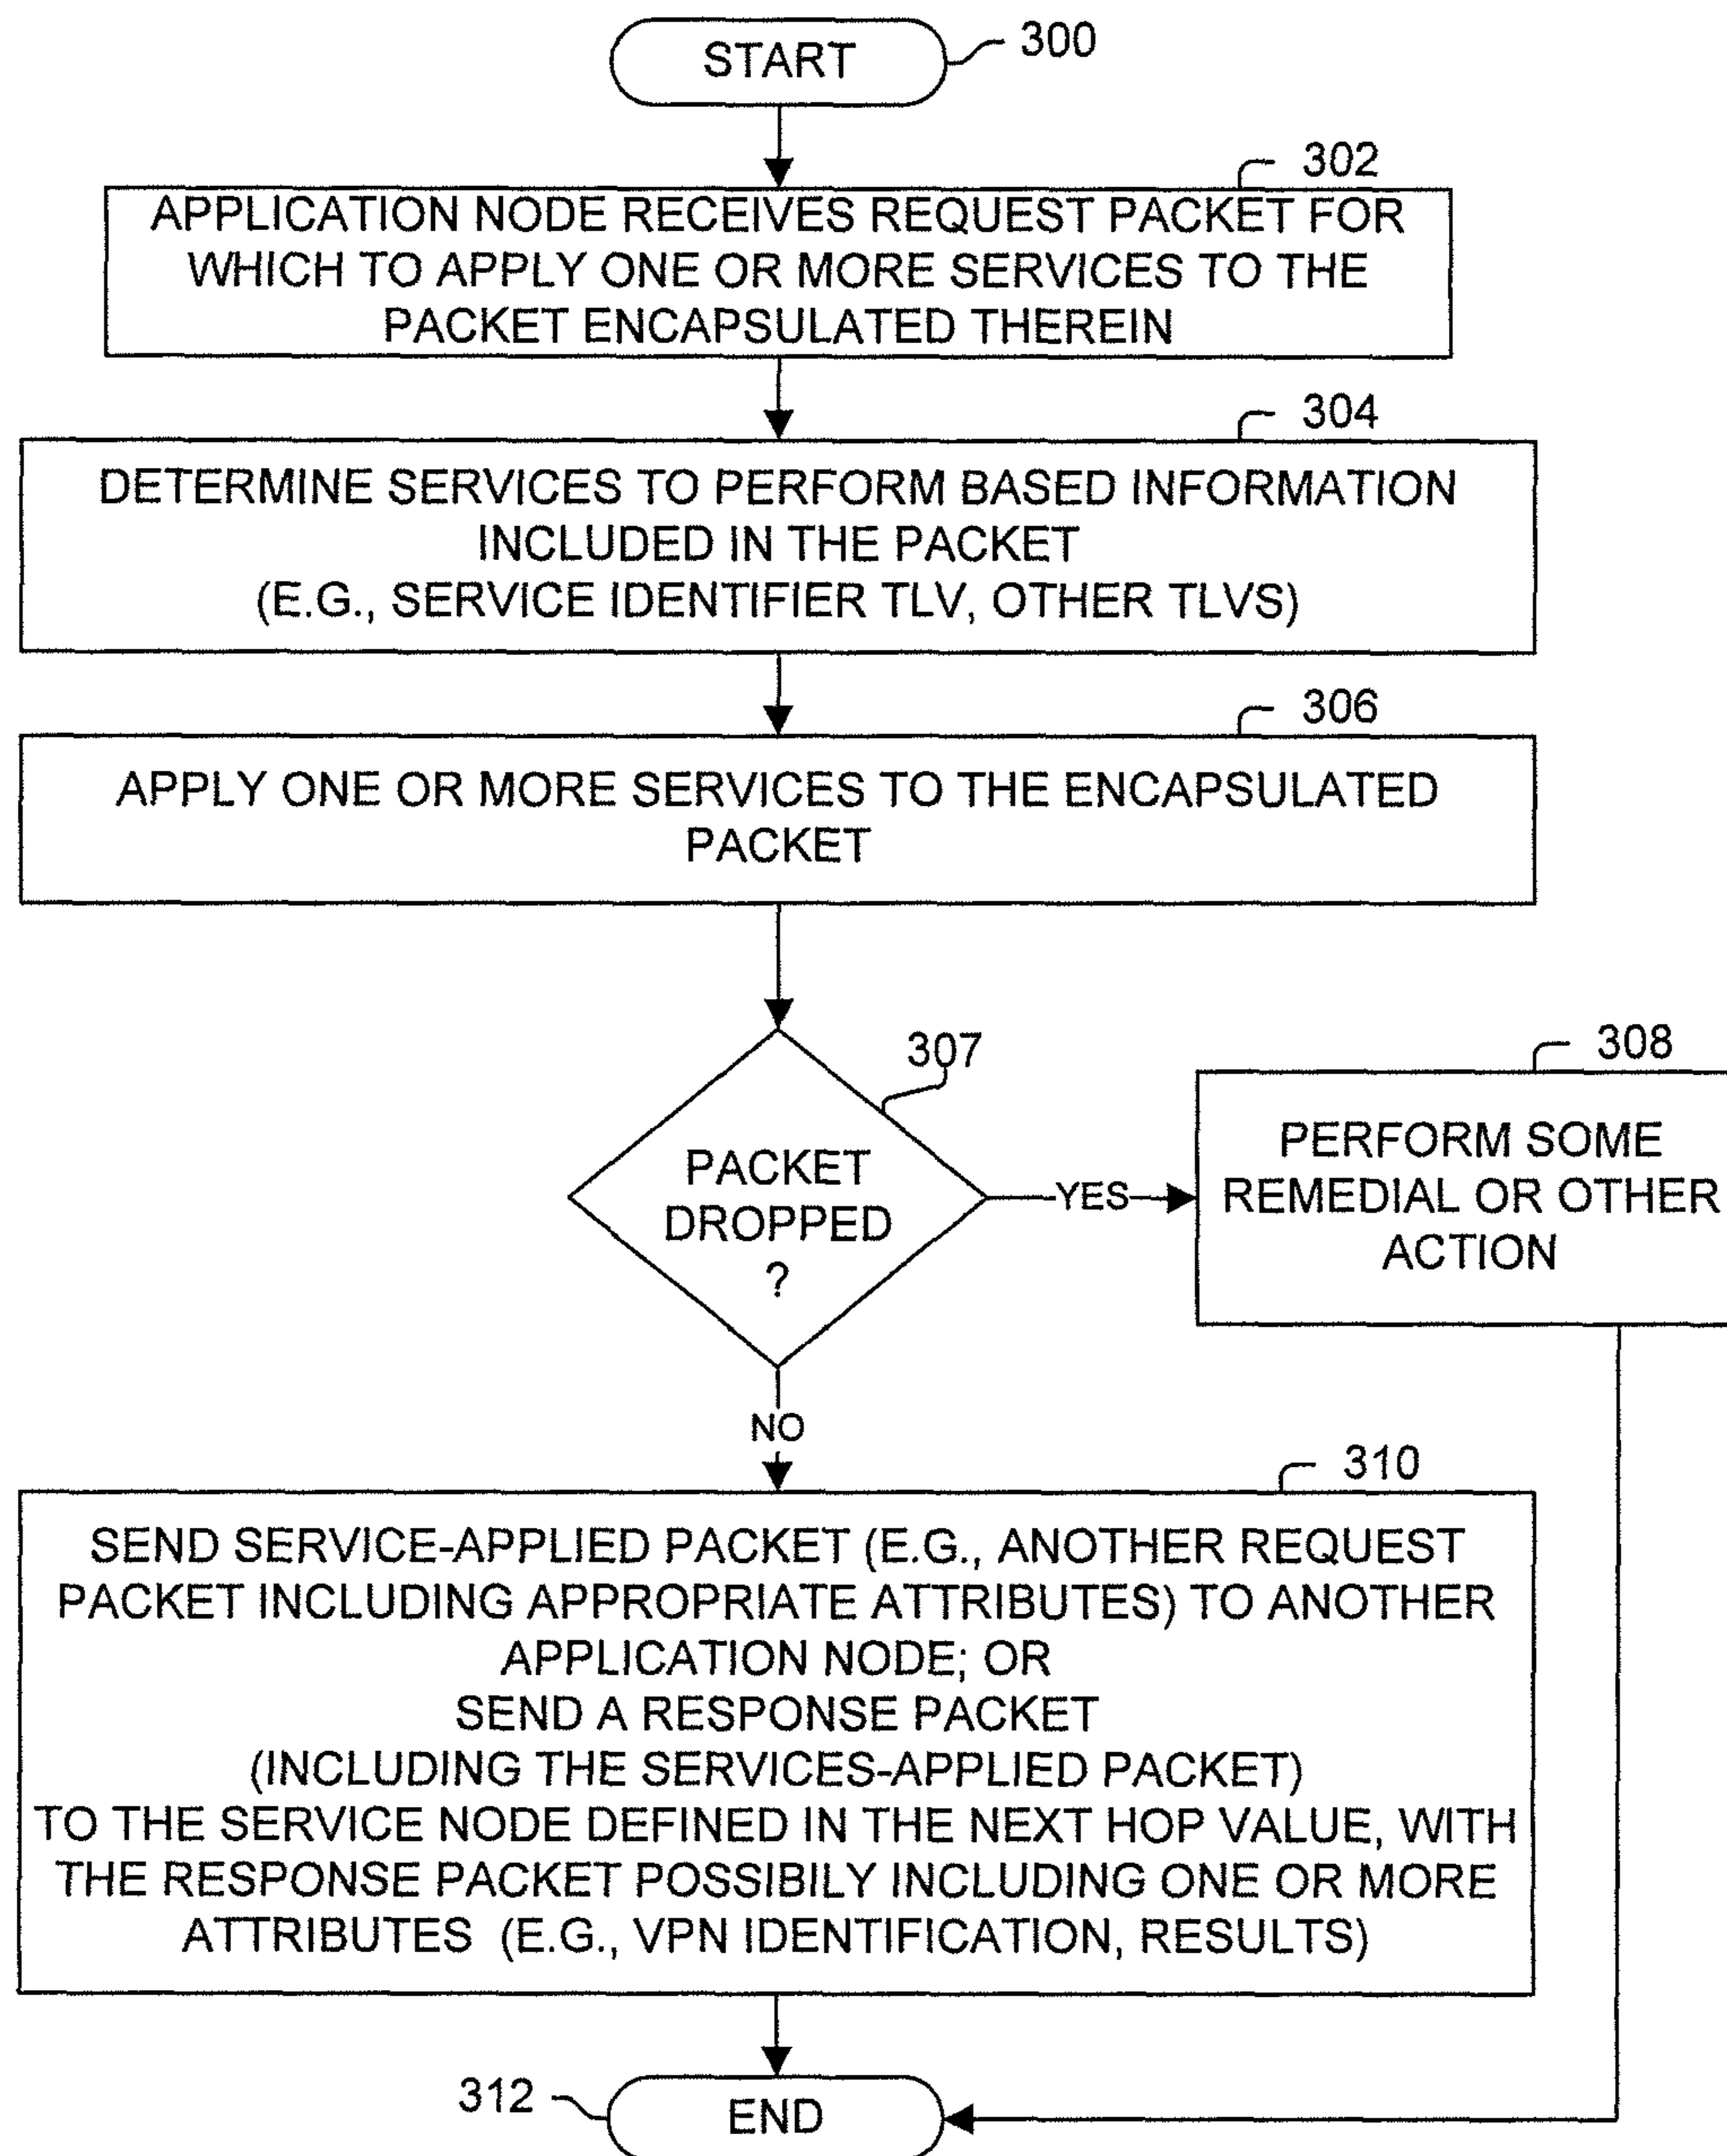 START
300
302
APPLICATION NODE RECEIVES REQUEST PACKET FOR
WHICH TO APPLY ONE OR MORE SERVICES TO THE
PACKET ENCAPSULATED THEREIN
304
DETERMINE SERVICES TO PERFORM BASED INFORMATION
INCLUDED IN THE PACKET
(E.G., SERVICE IDENTIFIER TLV, OTHER TLVS)
306
APPLY ONE OR MORE SERVICES TO THE ENCAPSULATED
PACKET
307
PACKET
DROPPED
?
YES
308
PERFORM SOME
REMEDIAL OR OTHER
ACTION
NO
310
SEND SERVICE-APPLIED PACKET (E.G., ANOTHER REQUEST
PACKET INCLUDING APPROPRIATE ATTRIBUTES) TO ANOTHER
APPLICATION NODE; OR
SEND A RESPONSE PACKET
(INCLUDING THE SERVICES-APPLIED PACKET)
TO THE SERVICE NODE DEFINED IN THE NEXT HOP VALUE, WITH
THE RESPONSE PACKET POSSIBILY INCLUDING ONE OR MORE
ATTRIBUTES (E.G., VPN IDENTIFICATION, RESULTS)
312
END